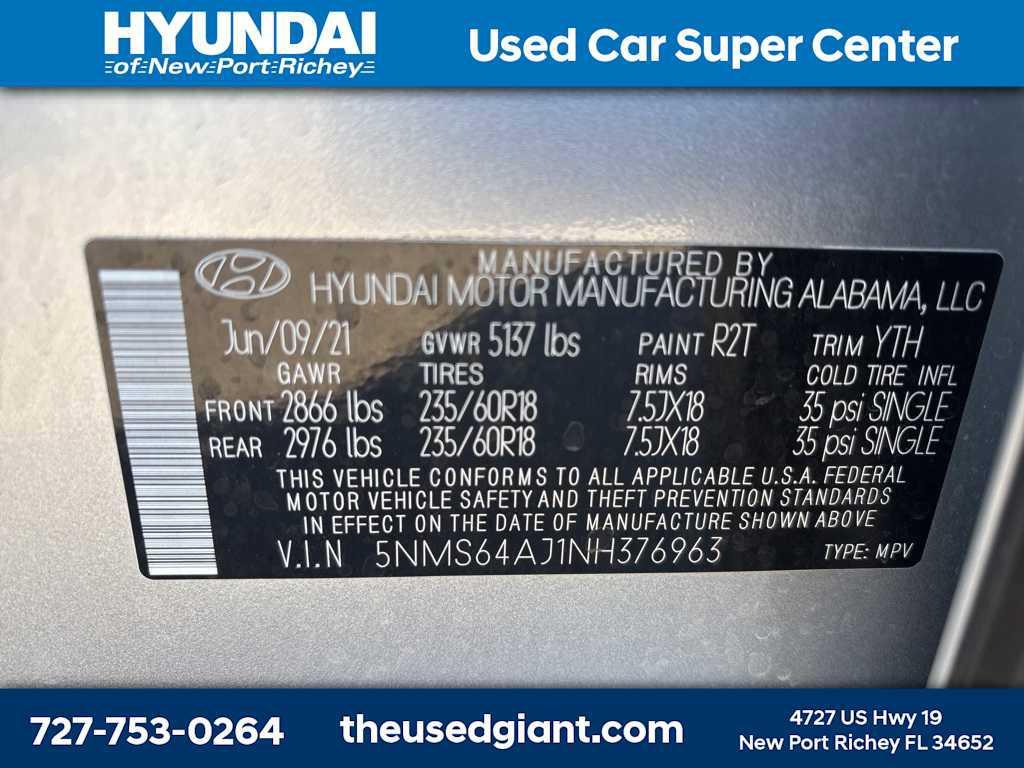 HYUNDAI
of New Port Richey
Used Car Super Center
MANUFACTURED BY
HYUNDAI MOTOR MANUFACTURING ALABAMA, LLC
Jun/09/21 GVWR 5137 lbs PAINT R2T TRIM YTH
GAWR TIRES RIMS COLD TIRE INFL
FRONT 2866 lbs 235/60R18 7.5JX18 35 psi SINGLE
REAR 2976 lbs 235/60R18 7.5JX18 35 psi SINGLE
THIS VEHICLE CONFORMS TO ALL APPLICABLE U.S.A. FEDERAL
MOTOR VEHICLE SAFETY AND THEFT PREVENTION STANDARDS
IN EFFECT ON THE DATE OF MANUFACTURE SHOWN ABOVE
V.I.N 5NMS64AJ1NH376963 TYPE: MPV
727-753-0264
theusedgiant.com
4727 US Hwy 19
New Port Richey FL 34652